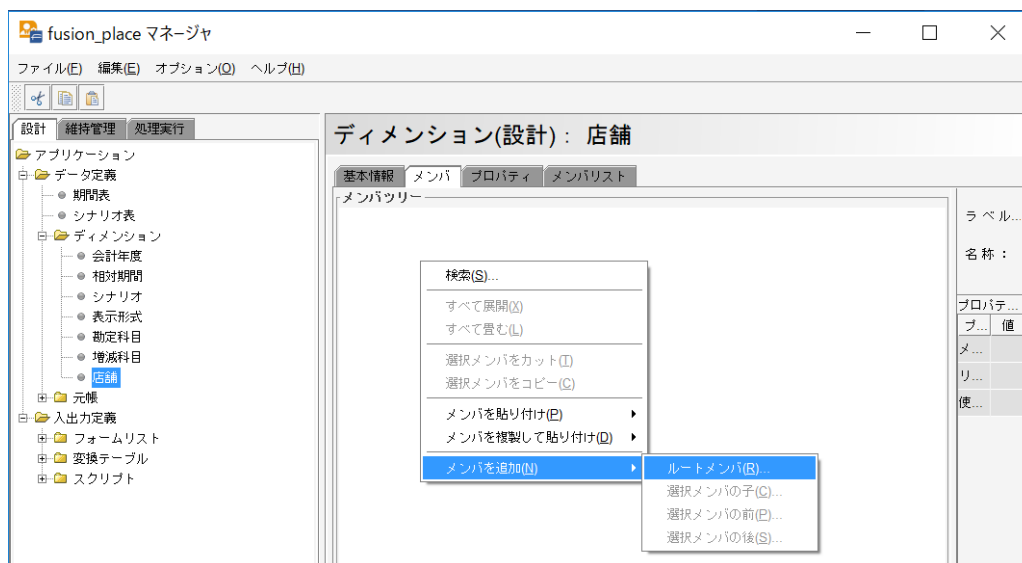 fusion_place マネージャ
ファイル(F) 編集(E) オプション(O) ヘルプ(H)
設計 維持管理 処理実行
アプリケーション
データ定義
期間表
シナリオ表
ディメンション
会計年度
相対期間
シナリオ
表示形式
勘定科目
増減科目
店舗
元帳
入出力定義
フォームリスト
変換テーブル
スクリプト
ディメンション(設計)： 店舗
基本情報 メンバ プロパティ メンバリスト
メンバツリー
検索(S)...
すべて展開(X)
すべて畳む(L)
選択メンバをカット(T)
選択メンバをコピー(C)
メンバを貼り付け(P)
メンバを複製して貼り付け(D)
メンバを追加(N)
ルートメンバ(R)...
選択メンバの子(C)...
選択メンバの前(P)...
選択メンバの後(S)...
ラベル...
名称：
プロパテ...
プ... 値
メ...
リ...
使...